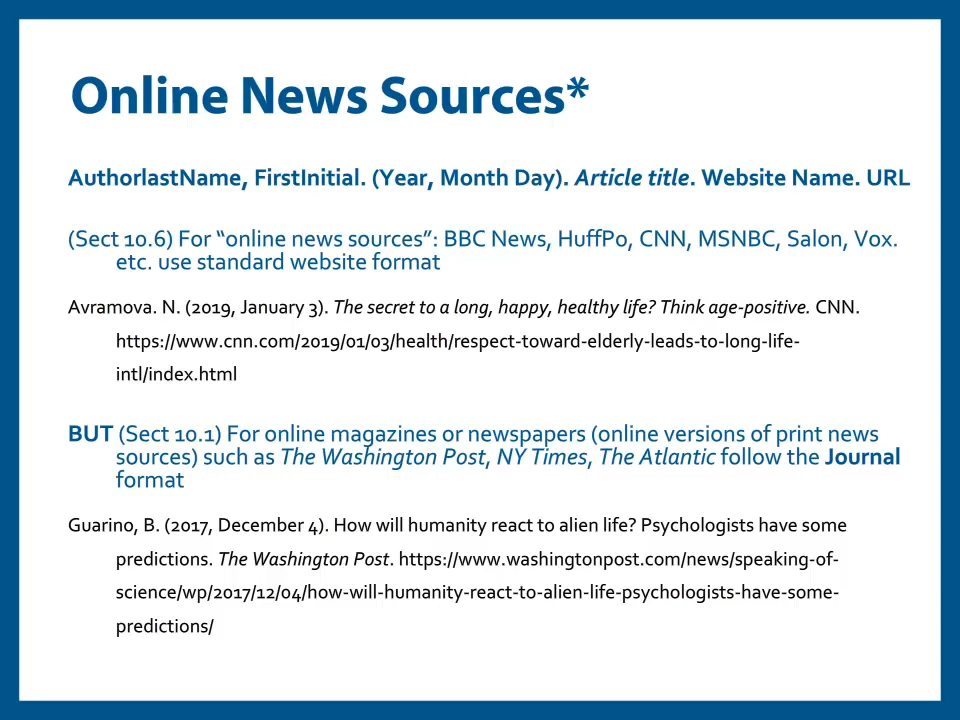 Online News Sources*
AuthorlastName, FirstInitial. (Year, Month Day). Article title. Website Name. URL
(Sect 10.6) For “online news sources”: BBC News, HuffPo, CNN, MSNBC, Salon, Vox.
etc. use standard website format
Avramova. N. (2019, January 3). The secret to a long, happy, healthy life? Think age-positive. CNN.
https://www.cnn.com/2019/01/03/health/respect-toward-elderly-leads-to-long-life-
intl/index.html
BUT (Sect 10.1) For online magazines or newspapers (online versions of print news
sources) such as The Washington Post, NY Times, The Atlantic follow the Journal
format
Guarino, B. (2017, December 4). How will humanity react to alien life? Psychologists have some
predictions. The Washington Post. https://www.washingtonpost.com/news/speaking-of-
science/wp/2017/12/04/how-will-humanity-react-to-alien-life-psychologists-have-some-
predictions/